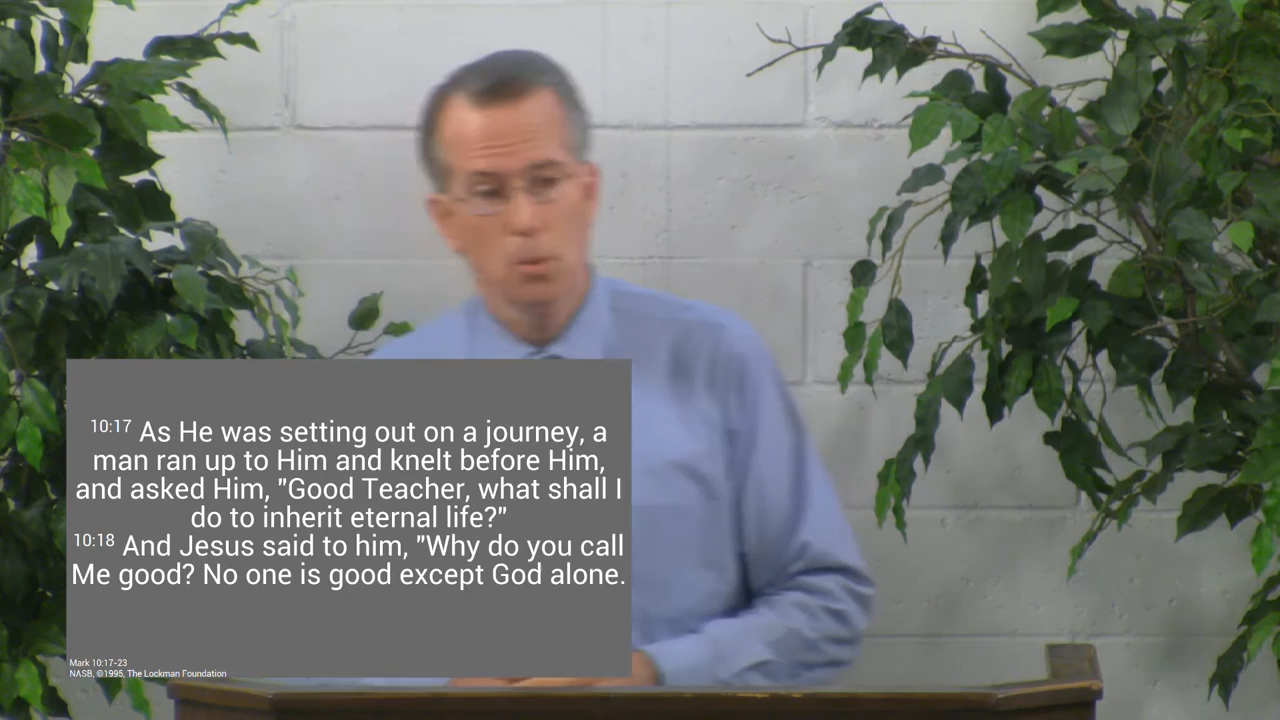 10:17 As He was setting out on a journey, a
man ran up to Him and knelt before Him,
and asked Him, "Good Teacher, what shall I
do to inherit eternal life?"
10:18 And Jesus said to him, "Why do you call
Me good? No one is good except God alone.
Mark 10:17-23
NASB, ©1995, The Lockman Foundation